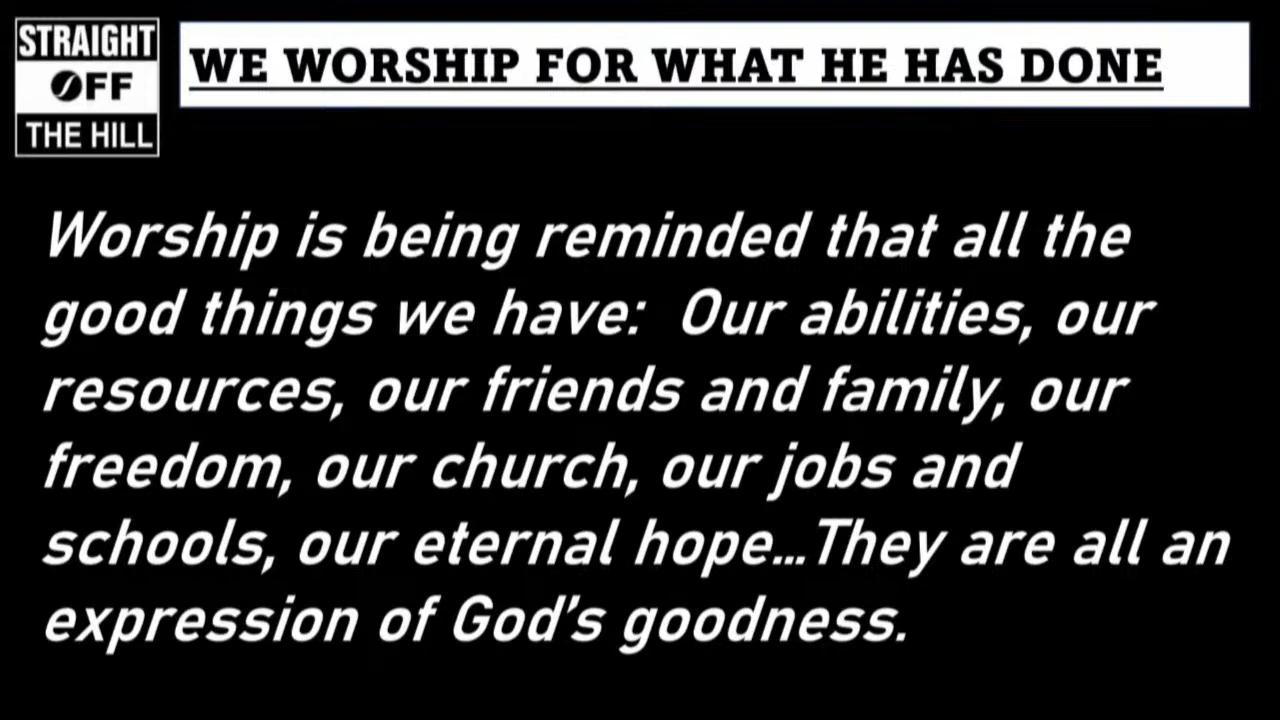 STRAIGHT
OFF
THE HILL
WE WORSHIP FOR WHAT HE HAS DONE
Worship is being reminded that all the
good things we have:  Our abilities, our
resources, our friends and family, our
freedom, our church, our jobs and
schools, our eternal hope...They are all an
expression of God's goodness.